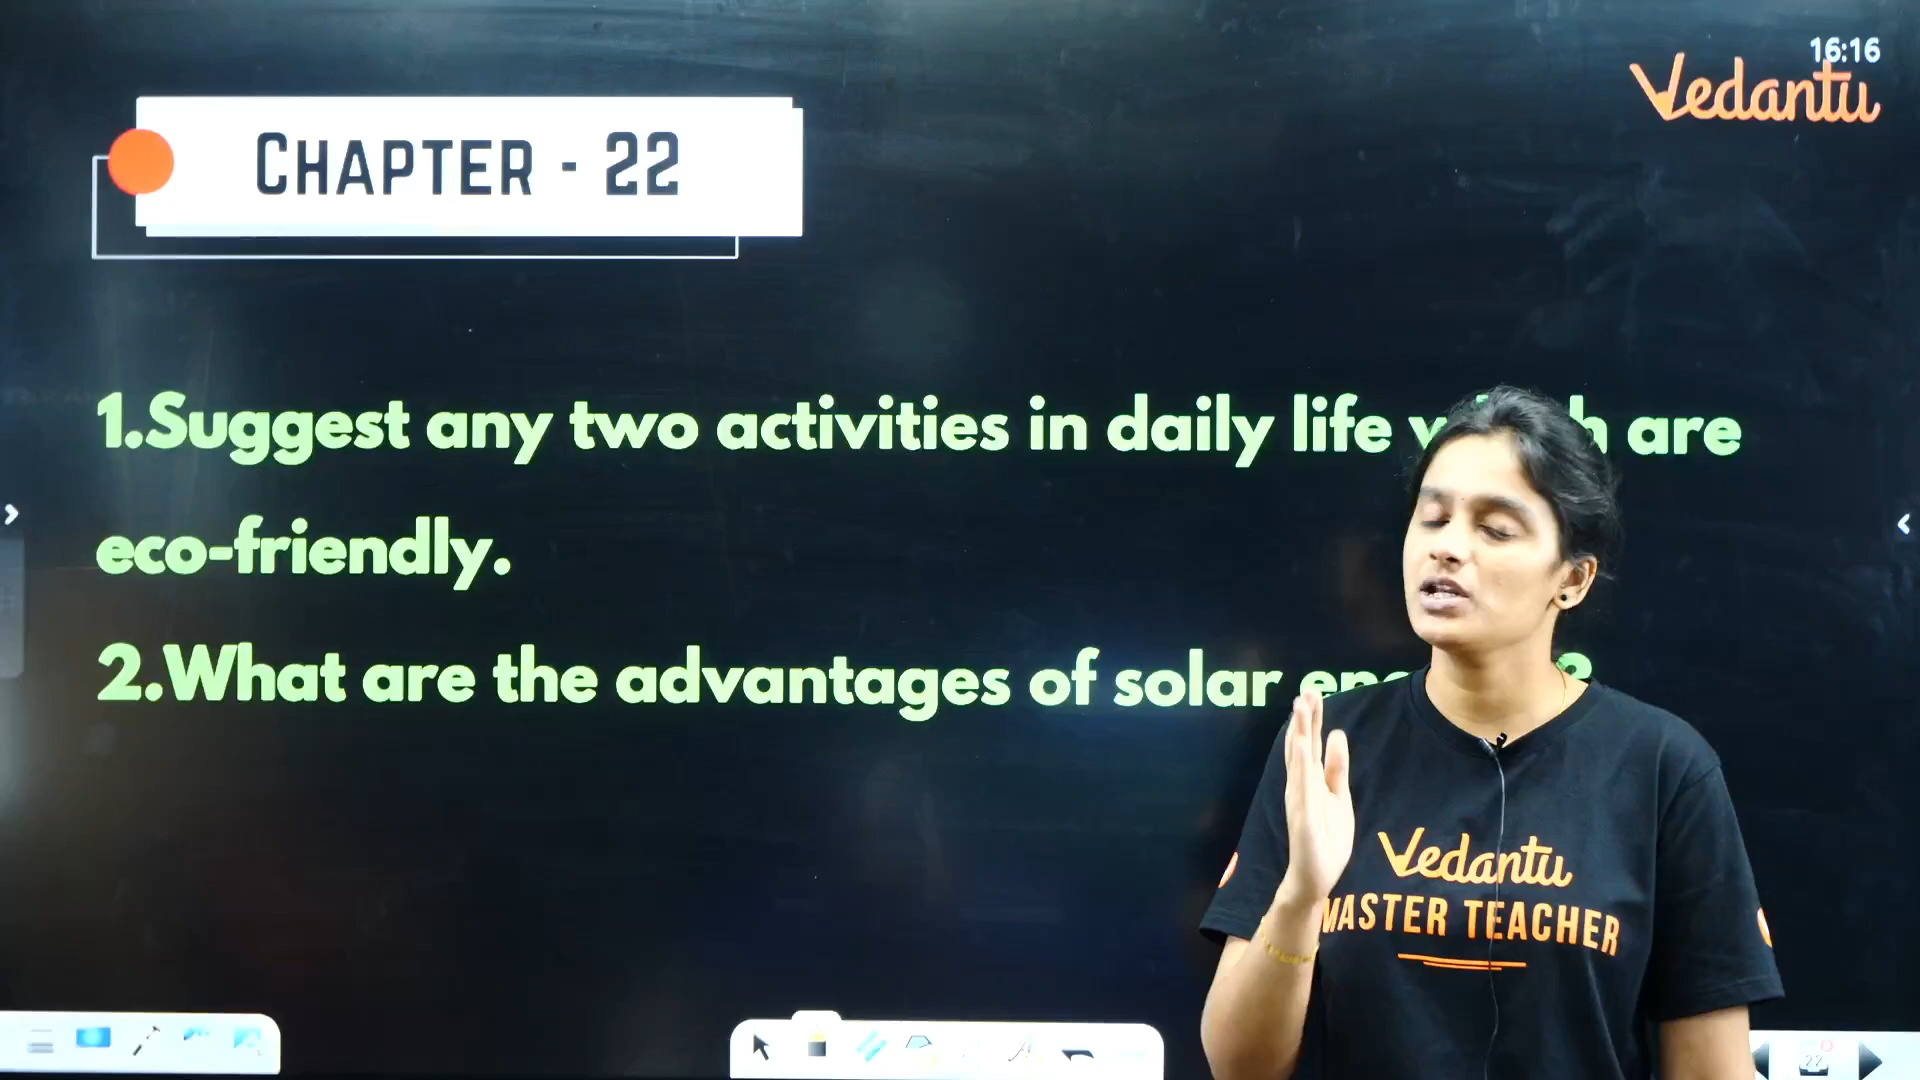 16:16
Vedantu
CHAPTER - 22
1.Suggest any two activities in daily life are
eco-friendly.
2.What are the advantages of solar ?
Vedantu
MASTER TEACHER
22